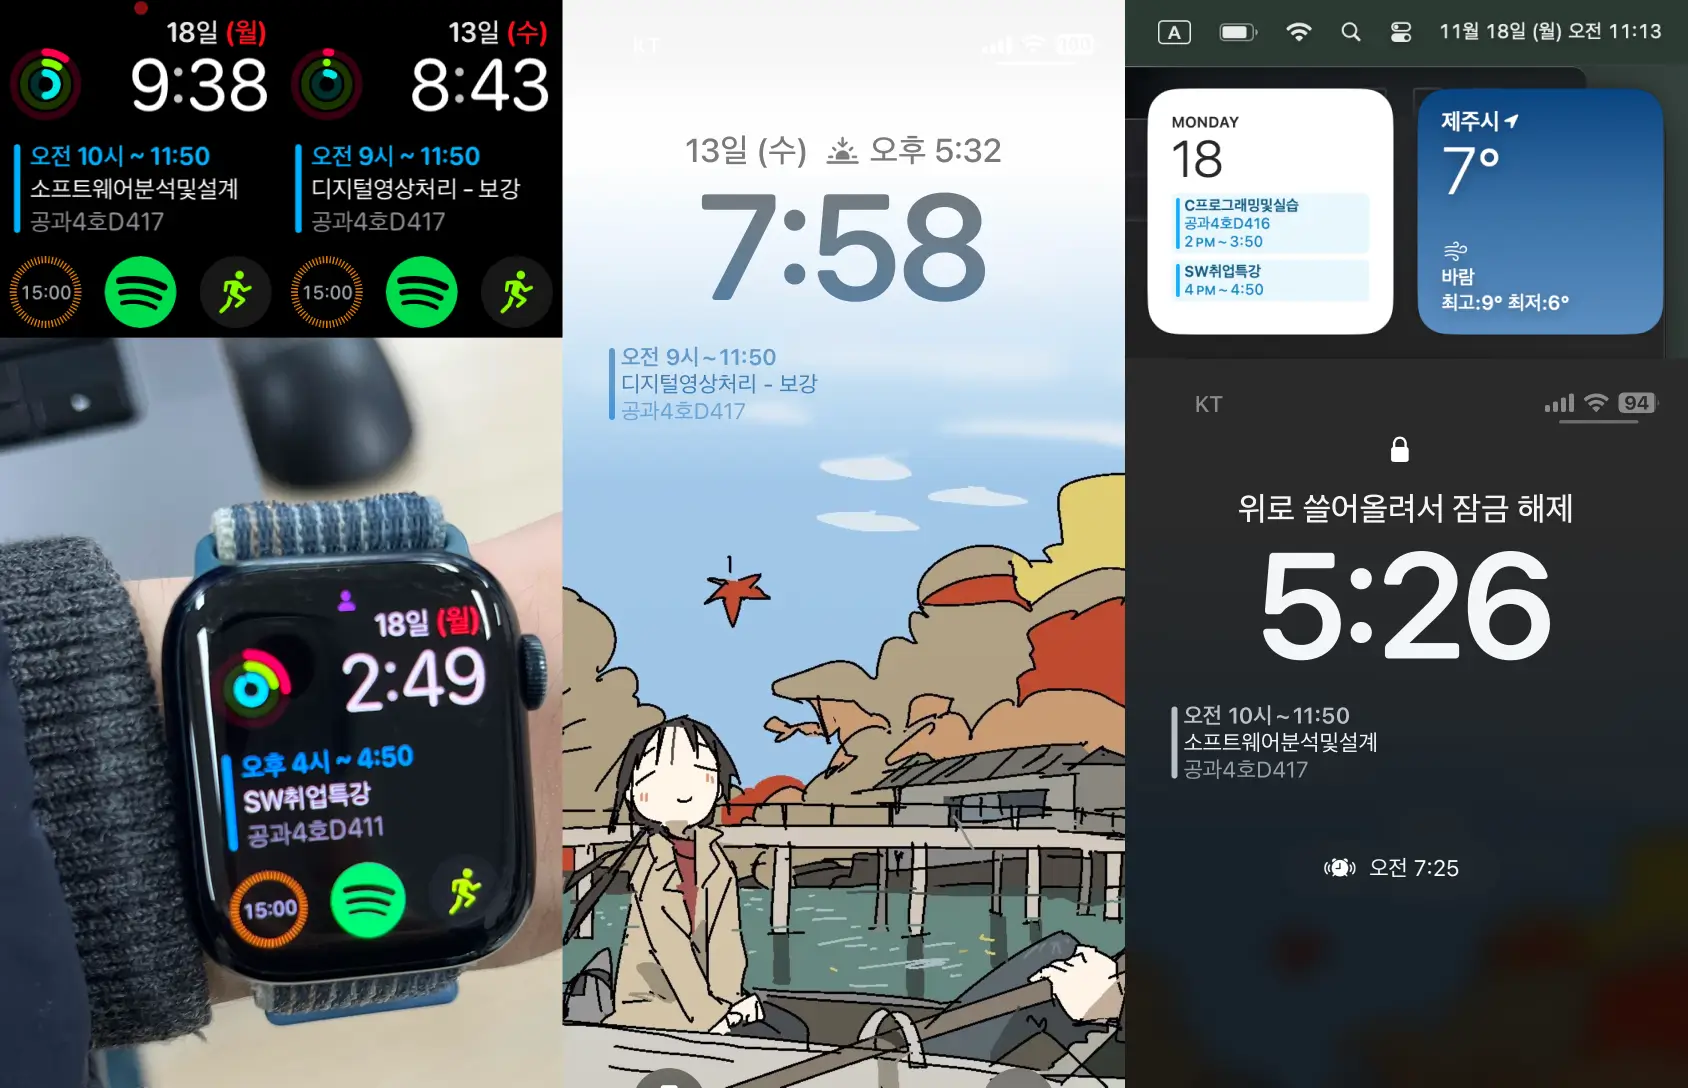 18일 (월)
9:38
오전 10시 ~ 11:50
소프트웨어분석및설계
공과4호D417
15:00
13일 (수)
8:43
오전 9시 ~ 11:50
디지털영상처리 - 보강
공과4호D417
15:00
18일 (월)
2:49
오후 4시 ~ 4:50
SW취업특강
공과4호D411
15:00
KT
100
13일 (수) 오후 5:32
7:58
오전 9시 ~ 11:50
디지털영상처리 - 보강
공과4호D417
A
11월 18일 (월) 오전 11:13
MONDAY
18
C프로그래밍및실습
공과4호D416
2 PM ~ 3:50
SW취업특강
4 PM ~ 4:50
제주시
7°
바람
최고:9° 최저:6°
KT
94
위로 쓸어올려서 잠금 해제
5:26
오전 10시 ~ 11:50
소프트웨어분석및설계
공과4호D417
오전 7:25